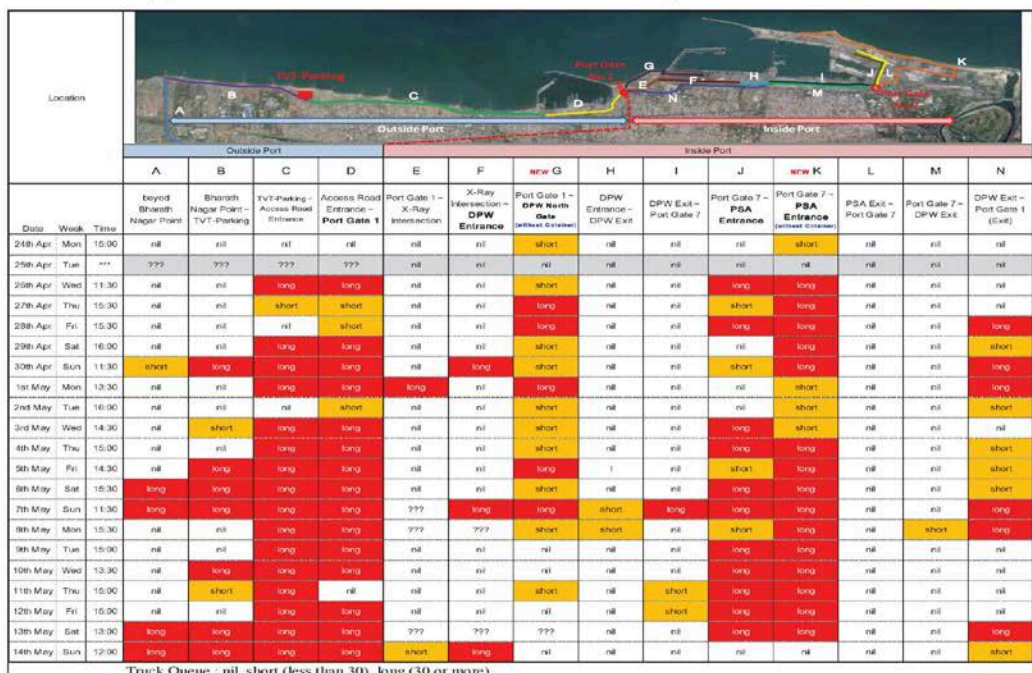 Location
TVT-Parking
Port Gate
No.1
A
B
C
D
E
F
G
H
I
J
K
L
M
N
Outside Port
Inside Port
Outside Port Inside Port
A B C D E F NEW G H I J NEW K L M N
Date Week Time
beyod Bharath Nagar Point
Bharath Nagar Point – TVT-Parking
TVT-Parking – Access Road Entrance
Access Road Entrance – Port Gate 1
Port Gate 1 – X-Ray Intersection
X-Ray Intersection – DPW Entrance
Port Gate 1 – DPW North Gate (without Cotainer)
DPW Entrance – DPW Exit
DPW Exit – Port Gate 7
Port Gate 7 – PSA Entrance
Port Gate 7 – PSA Entrance (without Cotainer)
PSA Exit – Port Gate 7
Port Gate 7 – DPW Exit
DPW Exit – Port Gate 1 (Exit)
24th Apr Mon 15:00 nil nil nil nil nil nil short nil nil nil short nil nil nil
25th Apr Tue *** ??? ??? ??? ??? nil nil nil nil nil nil nil nil nil nil
26th Apr Wed 11:30 nil nil long long nil nil short nil nil long long nil nil nil
27th Apr Thu 15:30 nil nil short short nil nil long nil nil short long nil nil nil
28th Apr Fri 15:30 nil nil nil short nil nil long nil nil long long nil nil long
29th Apr Sat 16:00 nil nil long long nil nil short nil nil nil long nil nil short
30th Apr Sun 11:30 short long long long nil long short nil nil short long nil nil long
1st May Mon 13:30 nil nil long long long nil long nil nil nil short nil nil long
2nd May Tue 16:00 nil nil nil short nil nil short nil nil nil short nil nil short
3rd May Wed 14:30 nil short long long nil nil short nil nil long short nil nil nil
4th May Thu 15:00 nil nil long long nil nil short nil nil long long nil nil short
5th May Fri 14:30 nil long long long nil nil long ! nil short long nil nil short
6th May Sat 15:30 long long long long nil nil short nil nil long long nil nil short
7th May Sun 11:30 long long long long ??? long long short long long long nil nil long
8th May Mon 15:30 nil nil long long ??? ??? short short nil short long nil short long
9th May Tue 15:00 nil nil long long nil nil nil nil nil long long nil nil nil
10th May Wed 13:30 nil long long long nil nil nil nil nil long long nil nil nil
11th May Thu 15:00 nil short long nil nil nil short nil short long long nil nil nil
12th May Fri 15:00 nil nil long long nil nil nil nil short long long nil nil nil
13th May Sat 13:00 long long long long ??? ??? ??? nil nil long long nil nil long
14th May Sun 12:00 long long long long short long nil nil nil nil nil nil nil short
Truck Queue : nil, short (less than 30), long (30 or more)